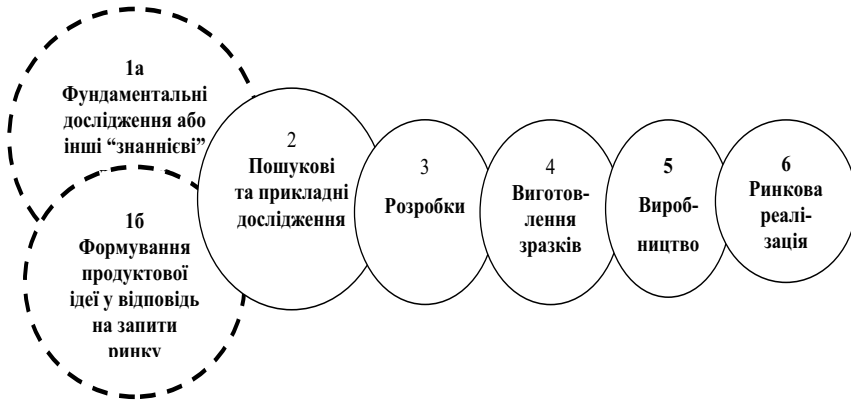 1а
Фундаментальні
дослідження або
інші “знаннієві”
1б
Формування
продуктової
ідеї у відповідь
на запити
ринку
2
Пошукові
та прикладні
дослідження
3
Розробки
4
Виготов-
лення
зразків
5
Вироб-
ництво
6
Ринкова
реалі-
зація